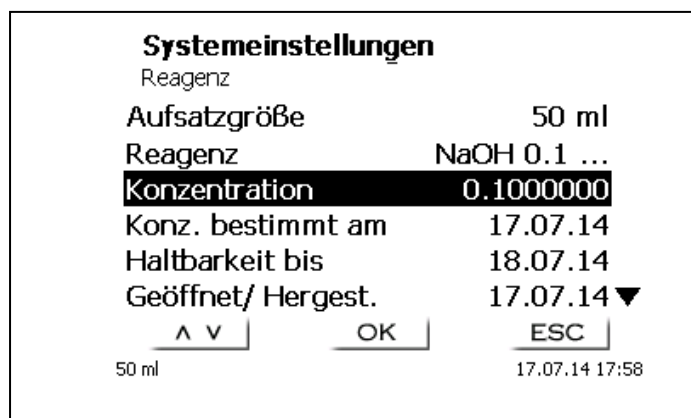 Systemeinstellungen
Reagenz
Aufsatzgröße 50 ml
Reagenz NaOH 0.1 ...
Konzentration 0.1000000
Konz. bestimmt am 17.07.14
Haltbarkeit bis 18.07.14
Geöffnet/ Hergest. 17.07.14 ▼
∧ ∨ OK ESC
50 ml 17.07.14 17:58